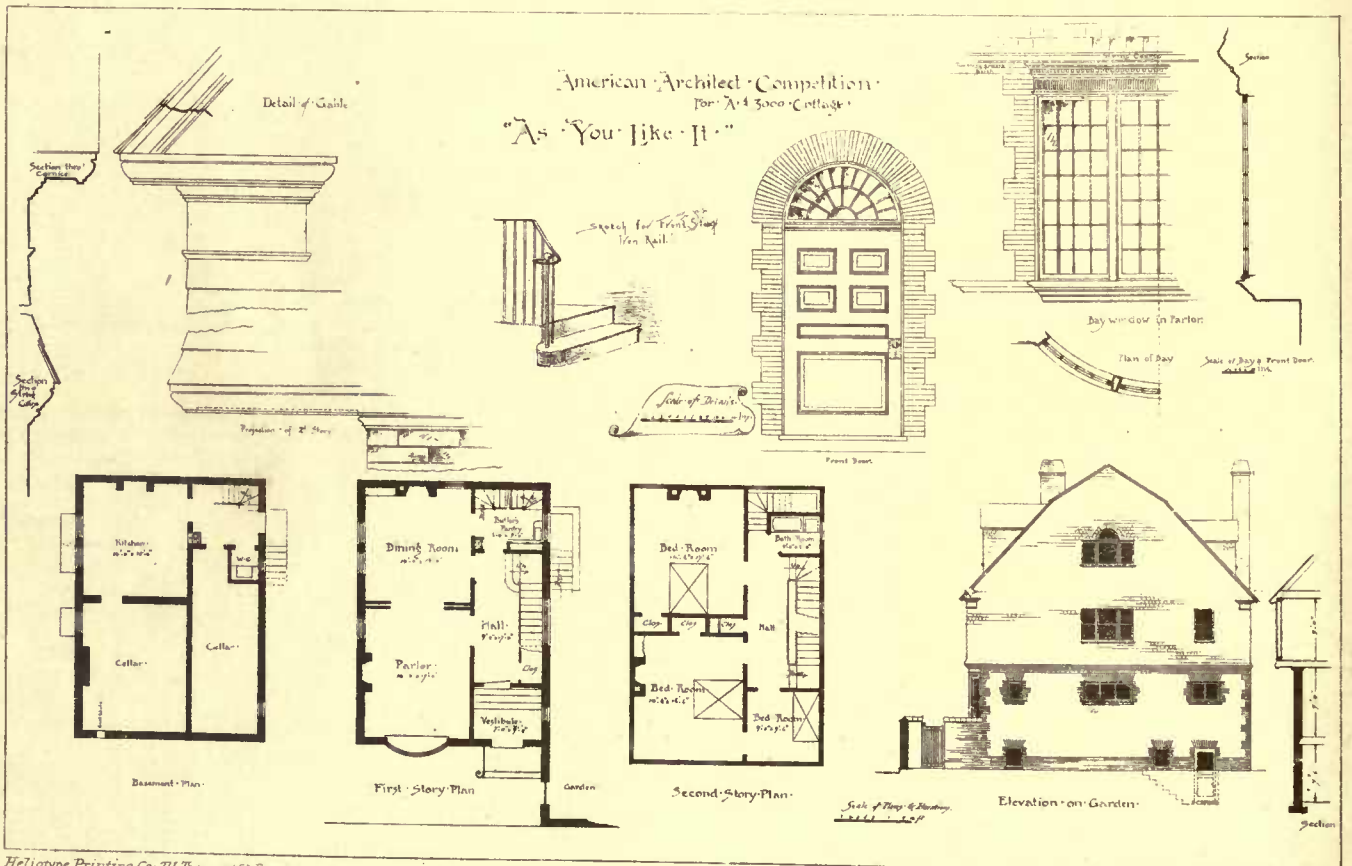 American · Architect · Competition ·
For · A · $ 3000 · Cottage ·
"As · You · Like · It · "
Detail · of · Gable
Section thro'
Cornice
Section
thro
String
Course
Projection · of · 2d Story
Sketch for Front Stoop
Iron Rail.
Scale of Details.
Front Door
Section
Bay window in Parlor.
Plan of Bay
Scale of Bay & Front Door.
Kitchen ·
W·C·
Cellar ·
Cellar ·
Basement · Plan ·
Dining Room
Butler's
Pantry
Hall ·
Parlor ·
Clos
Vestibule ·
First · Story · Plan
Garden
Bed · Room
Bath · Room
Clos
Clos
Clos
Hall
Bed · Room
Bed · Room
Second · Story · Plan ·
Scale of Plans & Elevations.
Elevation · on · Garden ·
Section
Heliotype Printing Co.